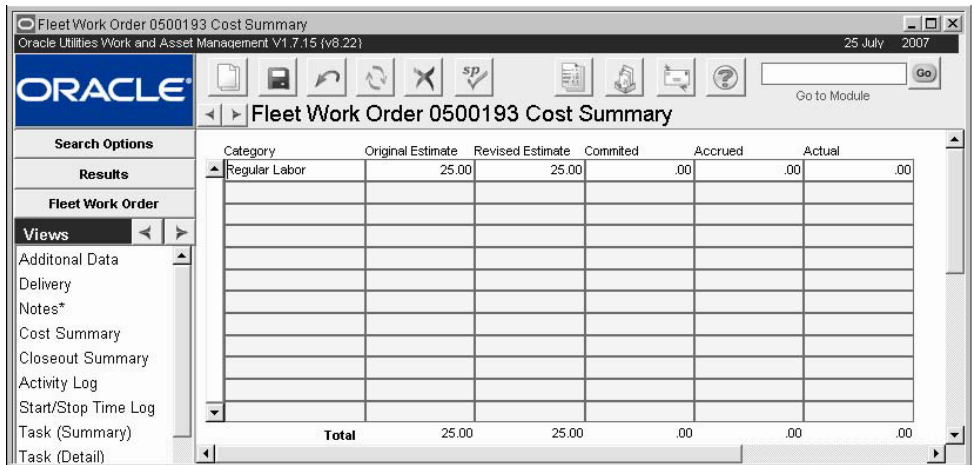 Fleet Work Order 0500193 Cost Summary
Oracle Utilities Work and Asset Management V1.7.15 {v8.22} 25 July 2007
ORACLE
sp
Go
Go to Module
Fleet Work Order 0500193 Cost Summary
Search Options
Results
Fleet Work Order
Views
Additonal Data
Delivery
Notes*
Cost Summary
Closeout Summary
Activity Log
Start/Stop Time Log
Task (Summary)
Task (Detail)
Category Original Estimate Revised Estimate Commited Accrued Actual
Regular Labor 25.00 25.00 .00 .00 .00
Total 25.00 25.00 .00 .00 .00